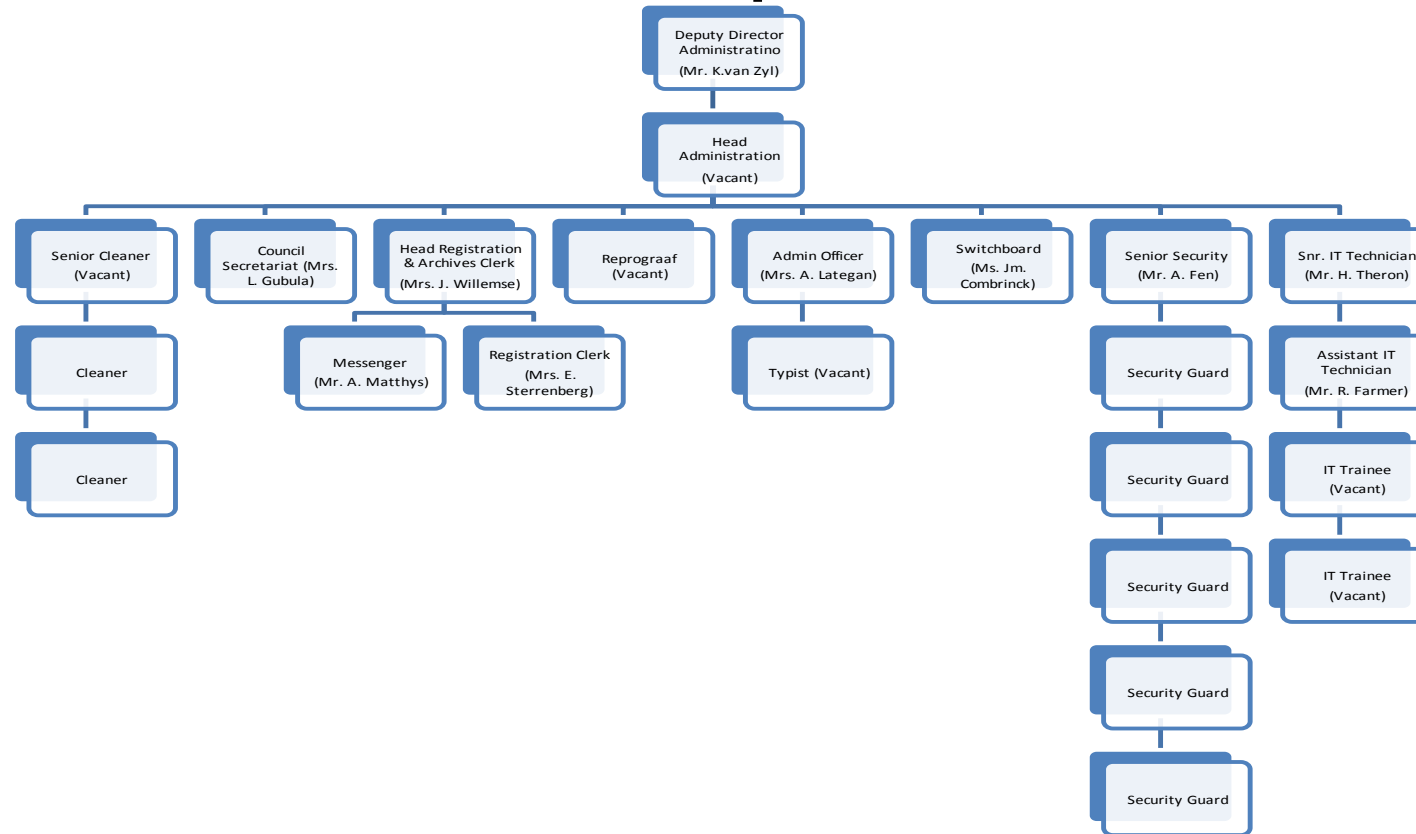 Deputy Director
Administratino
(Mr. K.van Zyl)
Head
Administration
(Vacant)
Senior Cleaner
(Vacant)
Council
Secretariat (Mrs.
L. Gubula)
Head Registration
& Archives Clerk
(Mrs. J. Willemse)
Reprograaf
(Vacant)
Admin Officer
(Mrs. A. Lategan)
Switchboard
(Ms. Jm.
Combrinck)
Senior Security
(Mr. A. Fen)
Snr. IT Technician
(Mr. H. Theron)
Cleaner
Messenger
(Mr. A. Matthys)
Registration Clerk
(Mrs. E.
Sterrenberg)
Typist (Vacant)
Security Guard
Assistant IT
Technician
(Mr. R. Farmer)
Cleaner
Security Guard
IT Trainee
(Vacant)
Security Guard
IT Trainee
(Vacant)
Security Guard
Security Guard